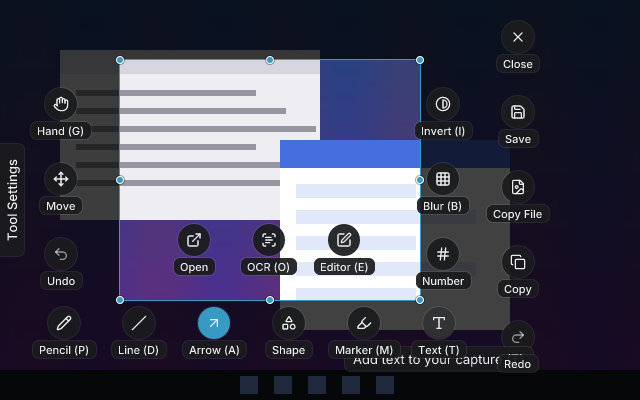 Close
Hand (G)
Invert (I)
Save
Tool Settings
Move
Blur (B)
Copy File
Undo
Open
OCR (O)
Editor (E)
Number
Copy
Pencil (P)
Line (D)
Arrow (A)
Shape
Marker (M)
Text (T)
Redo
Add text to your capture